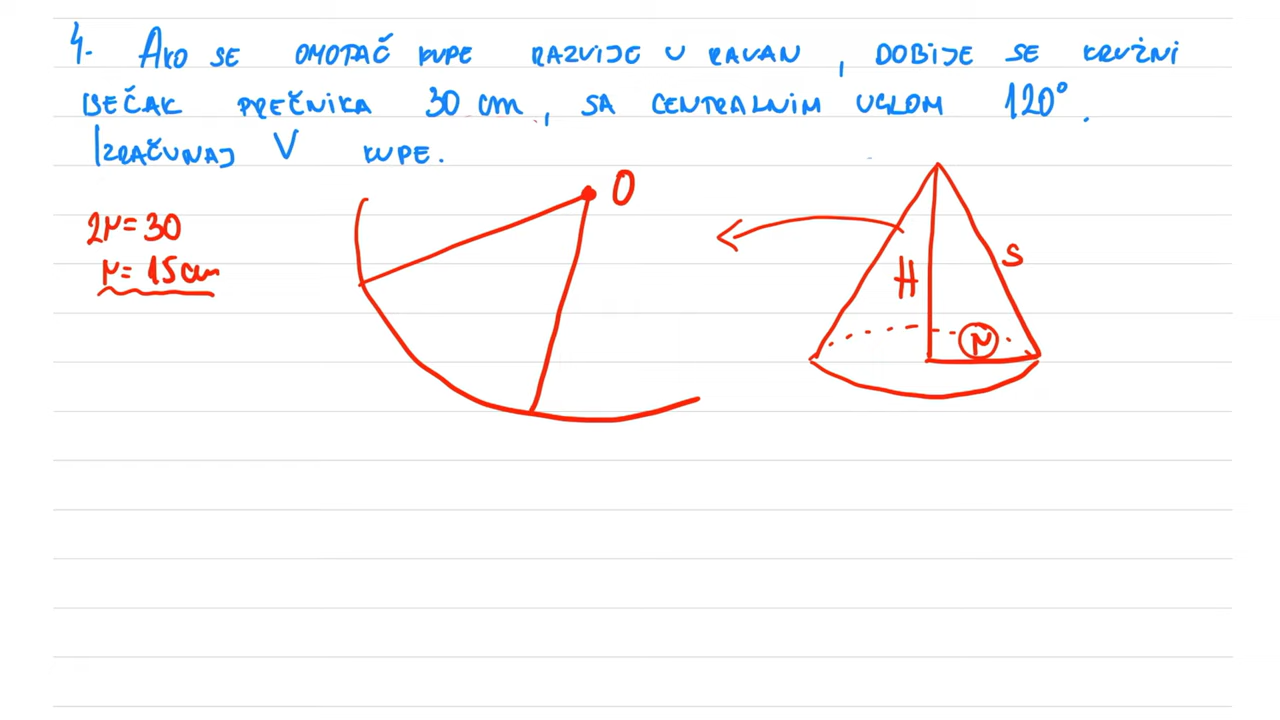 4. AKO SE OMOTAČ KUPE RAZVIJE U RAVAN, DOBIJE SE KRUŽNI
ISEČAK PREČNIKA 30 cm, SA CENTRALNIM UGLOM 120°.
IZRAČUNAJ V KUPE.
O
2r=30
r=15cm
S
H
r